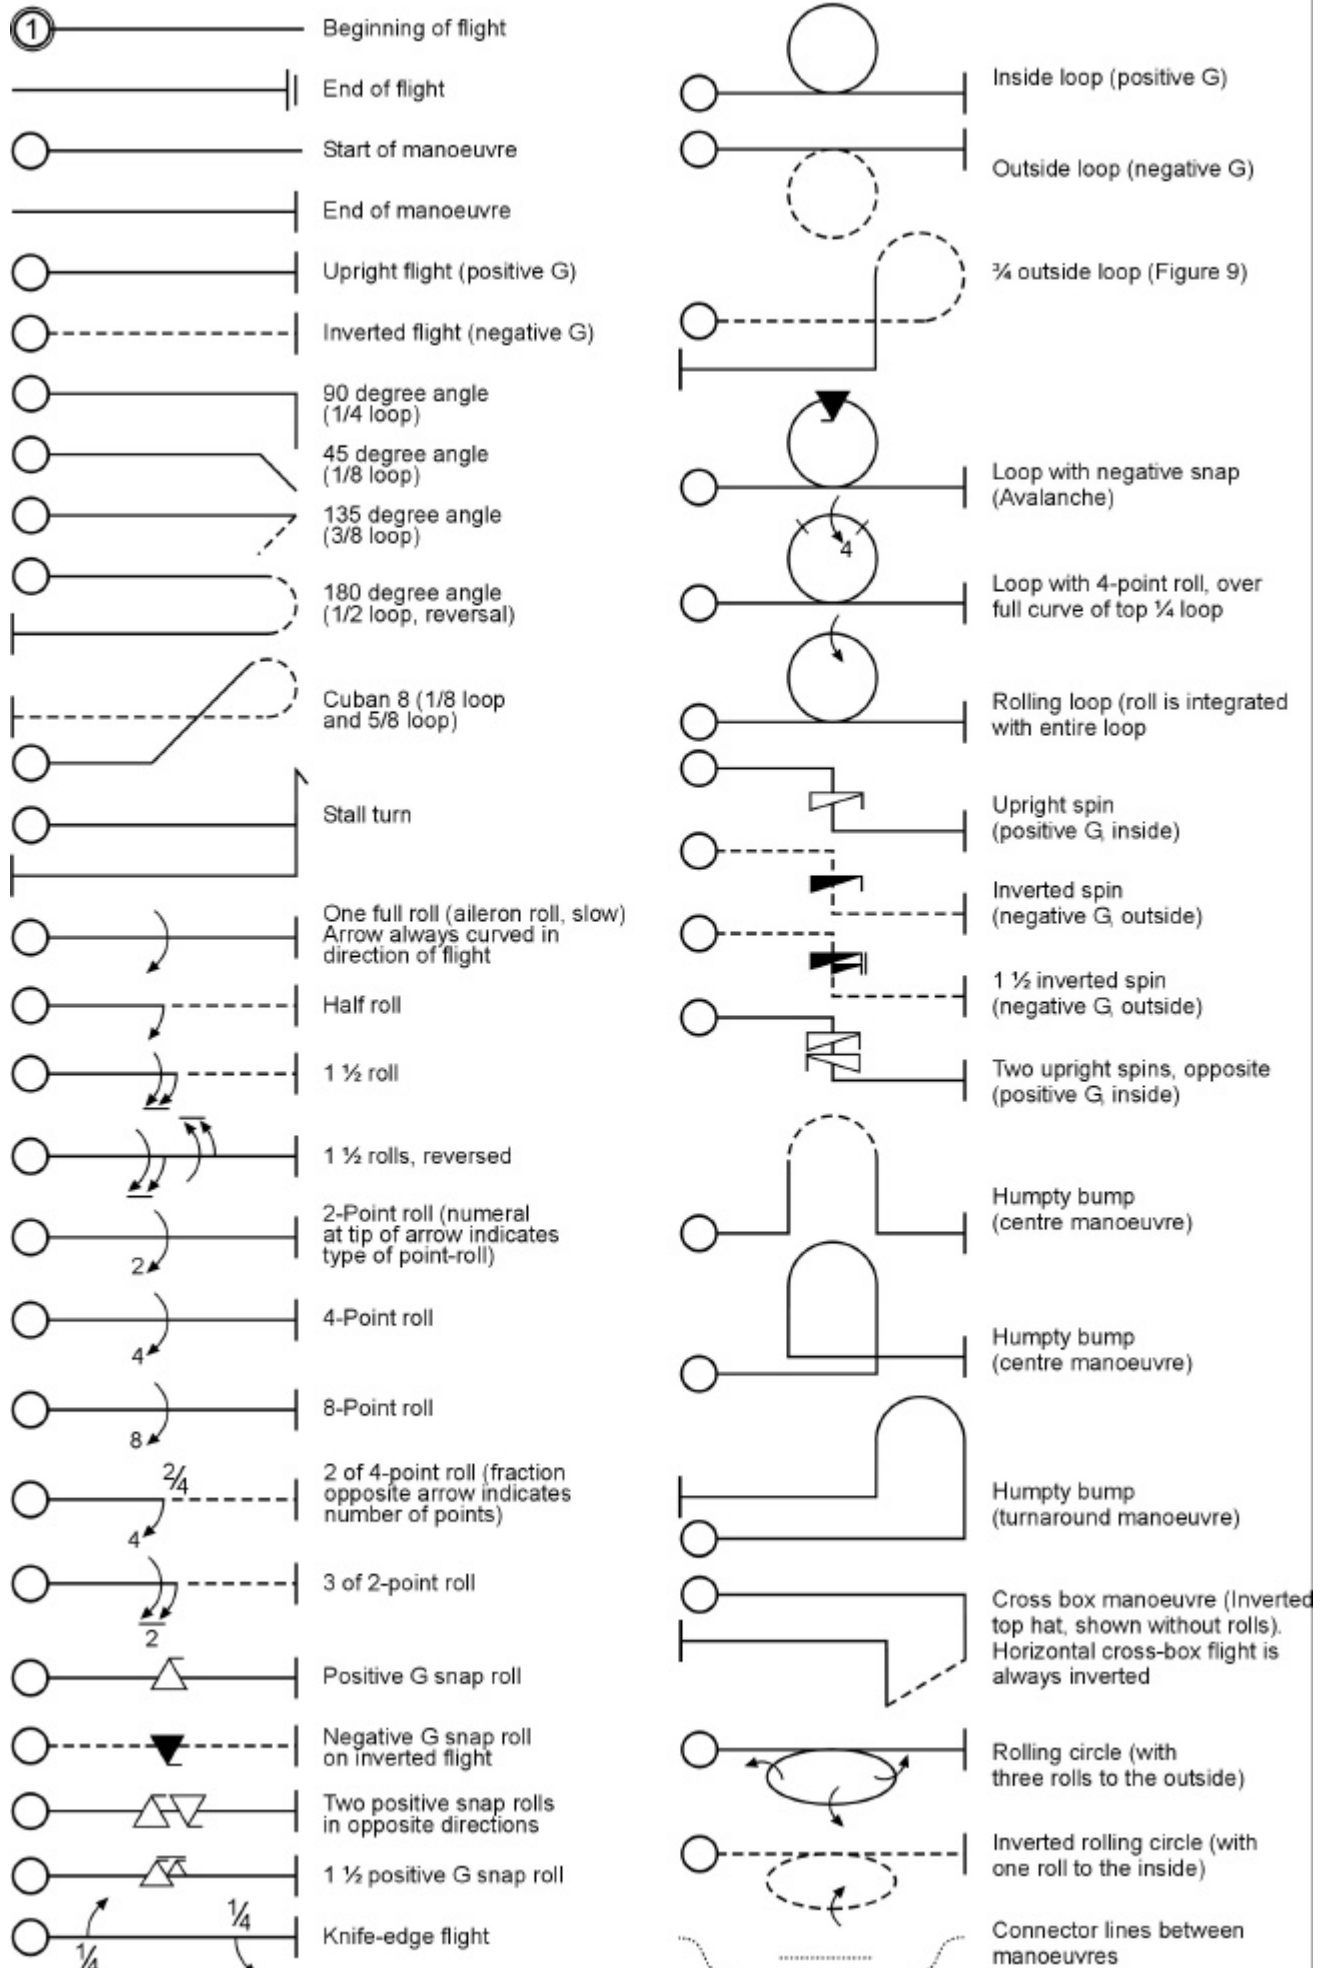 1
Beginning of flight
End of flight
Start of manoeuvre
End of manoeuvre
Upright flight (positive G)
Inverted flight (negative G)
90 degree angle
(1/4 loop)
45 degree angle
(1/8 loop)
135 degree angle
(3/8 loop)
180 degree angle
(1/2 loop, reversal)
Cuban 8 (1/8 loop
and 5/8 loop)
Stall turn
One full roll (aileron roll, slow)
Arrow always curved in
direction of flight
Half roll
1 ½ roll
1 ½ rolls, reversed
2-Point roll (numeral
at tip of arrow indicates
type of point-roll)
2
4-Point roll
4
8-Point roll
8
2/4
2 of 4-point roll (fraction
opposite arrow indicates
number of points)
4
3 of 2-point roll
2
Positive G snap roll
Negative G snap roll
on inverted flight
Two positive snap rolls
in opposite directions
1 ½ positive G snap roll
¼
Knife-edge flight
¼
Inside loop (positive G)
Outside loop (negative G)
¾ outside loop (Figure 9)
Loop with negative snap
(Avalanche)
4
Loop with 4-point roll, over
full curve of top ¼ loop
Rolling loop (roll is integrated
with entire loop
Upright spin
(positive G, inside)
Inverted spin
(negative G, outside)
1 ½ inverted spin
(negative G, outside)
Two upright spins, opposite
(positive G, inside)
Humpty bump
(centre manoeuvre)
Humpty bump
(centre manoeuvre)
Humpty bump
(turnaround manoeuvre)
Cross box manoeuvre (Inverted
top hat, shown without rolls).
Horizontal cross-box flight is
always inverted
Rolling circle (with
three rolls to the outside)
Inverted rolling circle (with
one roll to the inside)
Connector lines between
manoeuvres